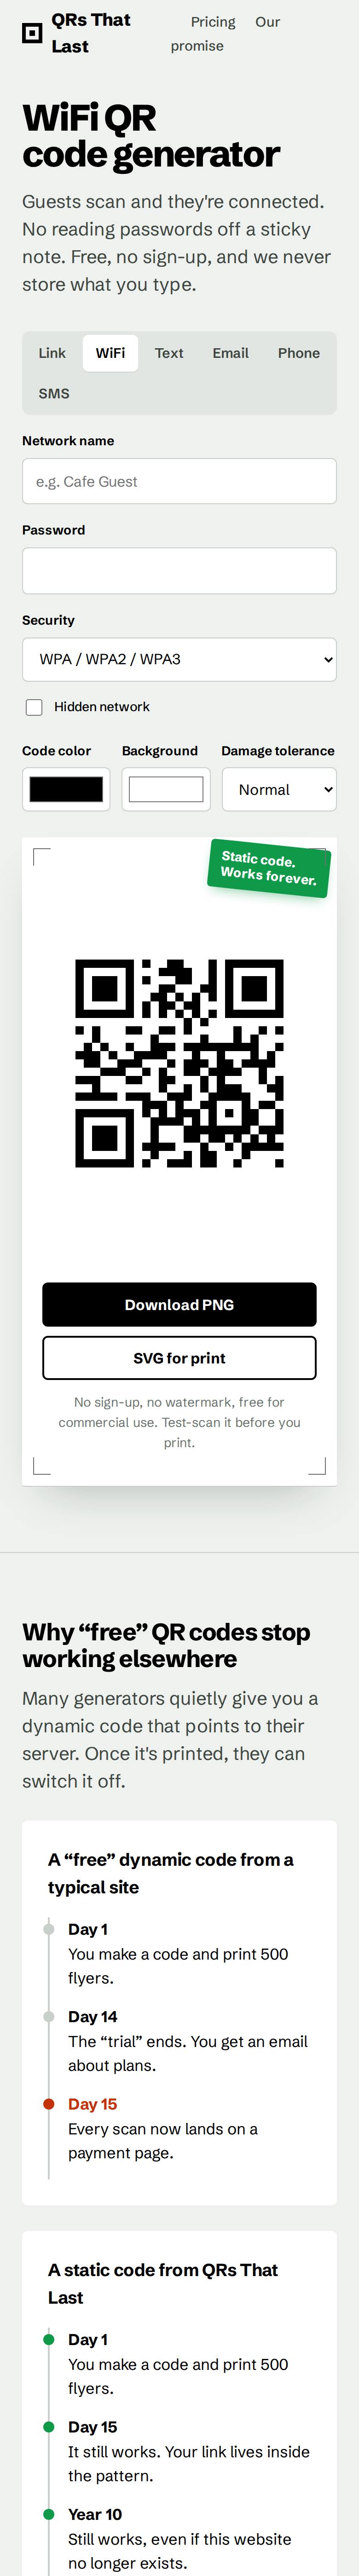 QRs That
Last
Pricing Our
promise
WiFi QR
code generator
Guests scan and they're connected.
No reading passwords off a sticky
note. Free, no sign-up, and we never
store what you type.
Link WiFi Text Email Phone
SMS
Network name
e.g. Cafe Guest
Password
Security
WPA / WPA2 / WPA3
Hidden network
Code color Background Damage tolerance
Normal
Static code.
Works forever.
Download PNG
SVG for print
No sign-up, no watermark, free for
commercial use. Test-scan it before you
print.
Why “free” QR codes stop
working elsewhere
Many generators quietly give you a
dynamic code that points to their
server. Once it's printed, they can
switch it off.
A “free” dynamic code from a
typical site
Day 1
You make a code and print 500
flyers.
Day 14
The “trial” ends. You get an email
about plans.
Day 15
Every scan now lands on a
payment page.
A static code from QRs That
Last
Day 1
You make a code and print 500
flyers.
Day 15
It still works. Your link lives inside
the pattern.
Year 10
Still works, even if this website
no longer exists.